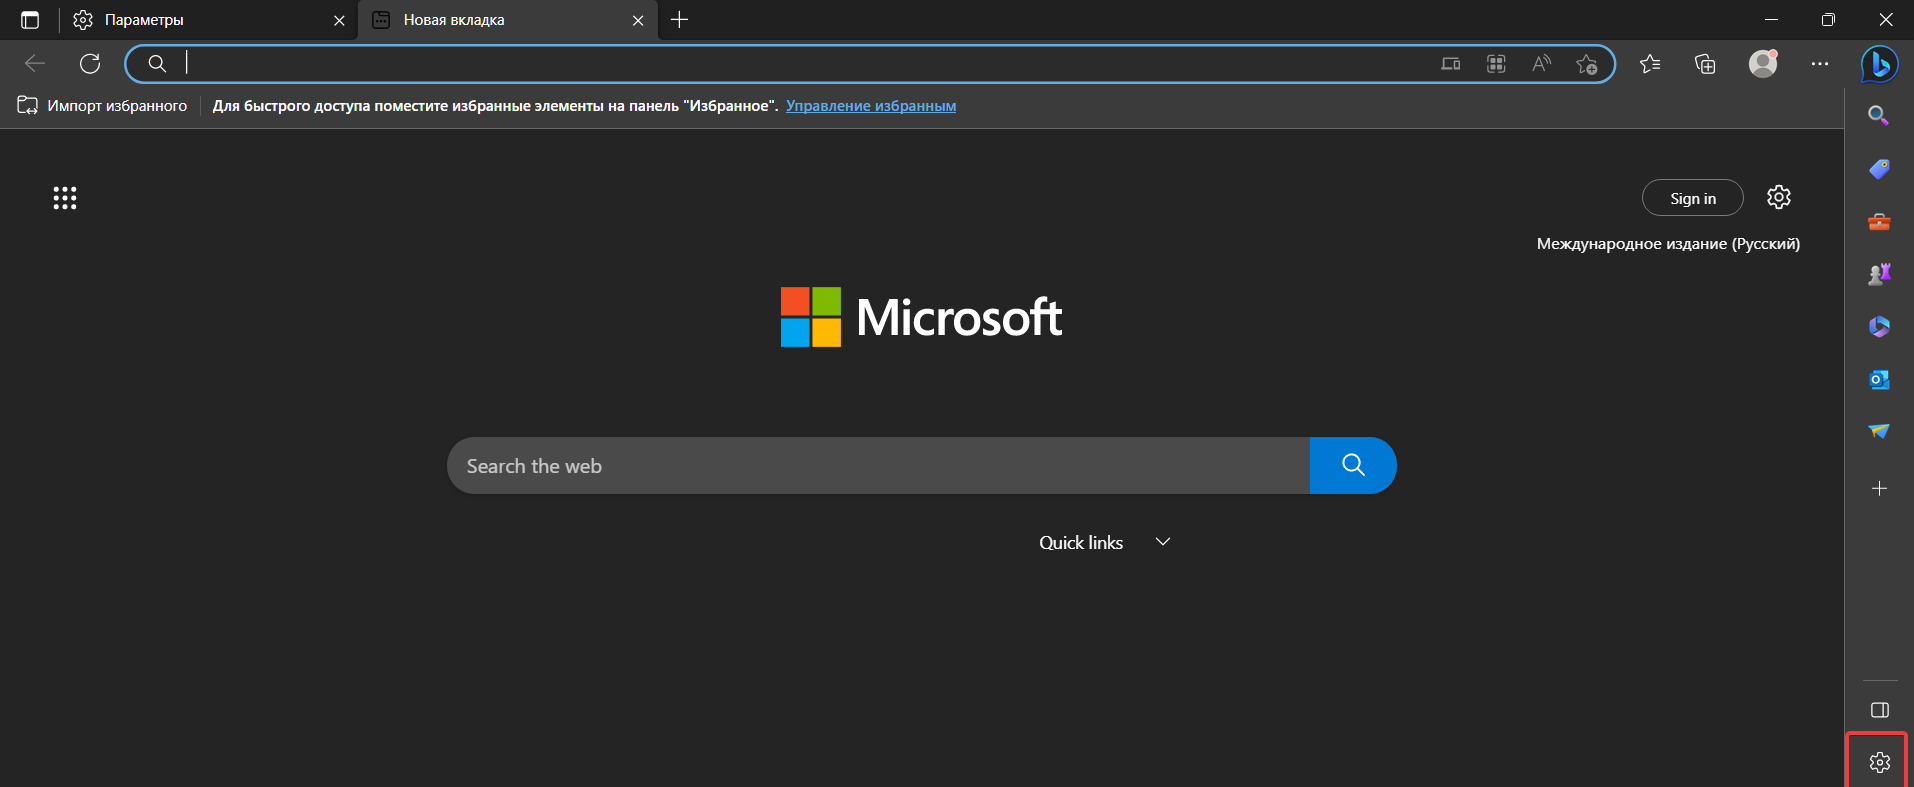 Параметры
Новая вкладка
Импорт избранного
Для быстрого доступа поместите избранные элементы на панель "Избранное". Управление избранным
Sign in
Международное издание (Русский)
Microsoft
Search the web
Quick links